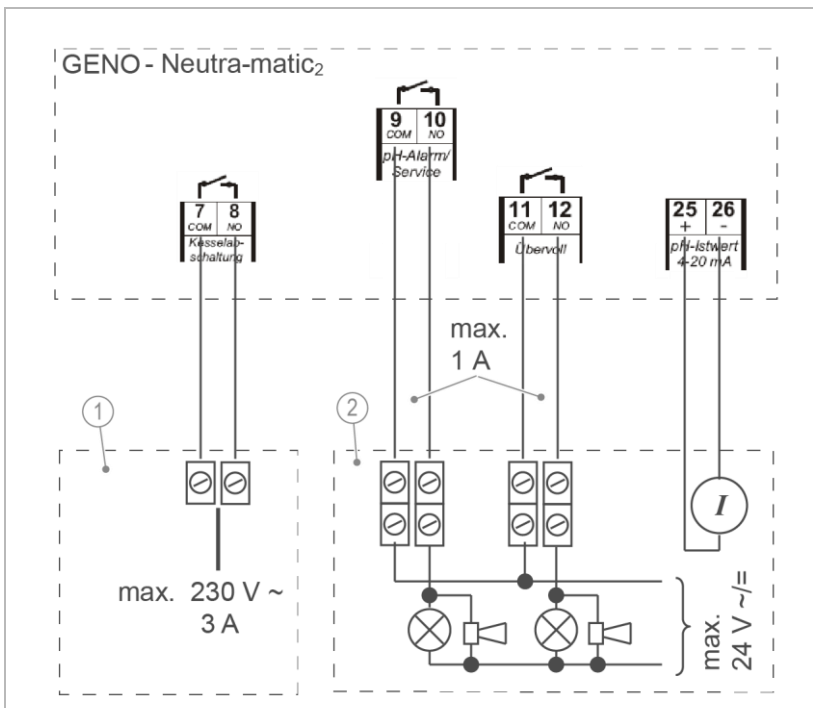 GENO - Neutra-matic₂
9 10
COM NO
pH-Alarm/
Service
7 8
COM NO
Kesselab-
schaltung
11 12
COM NO
Übervoll
25 26
+ -
pH-Istwert
4-20 mA
max.
1 A
1
2
I
max. 230 V ~
3 A
max.
24 V ~/=